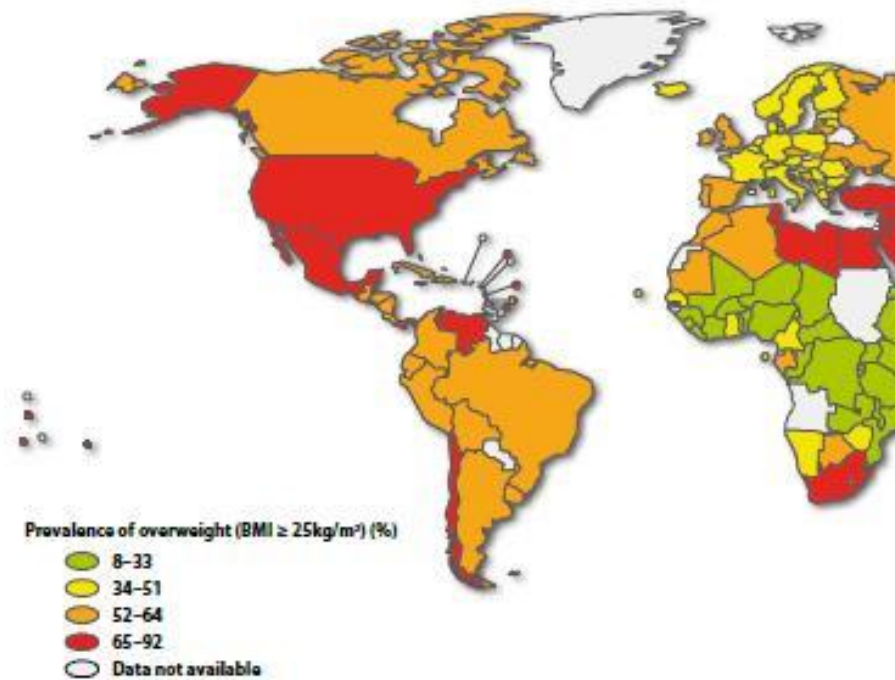 Prevalence of overweight (BMI ≥ 25kg/m²) (%)
8–33
34–51
52–64
65–92
Data not available